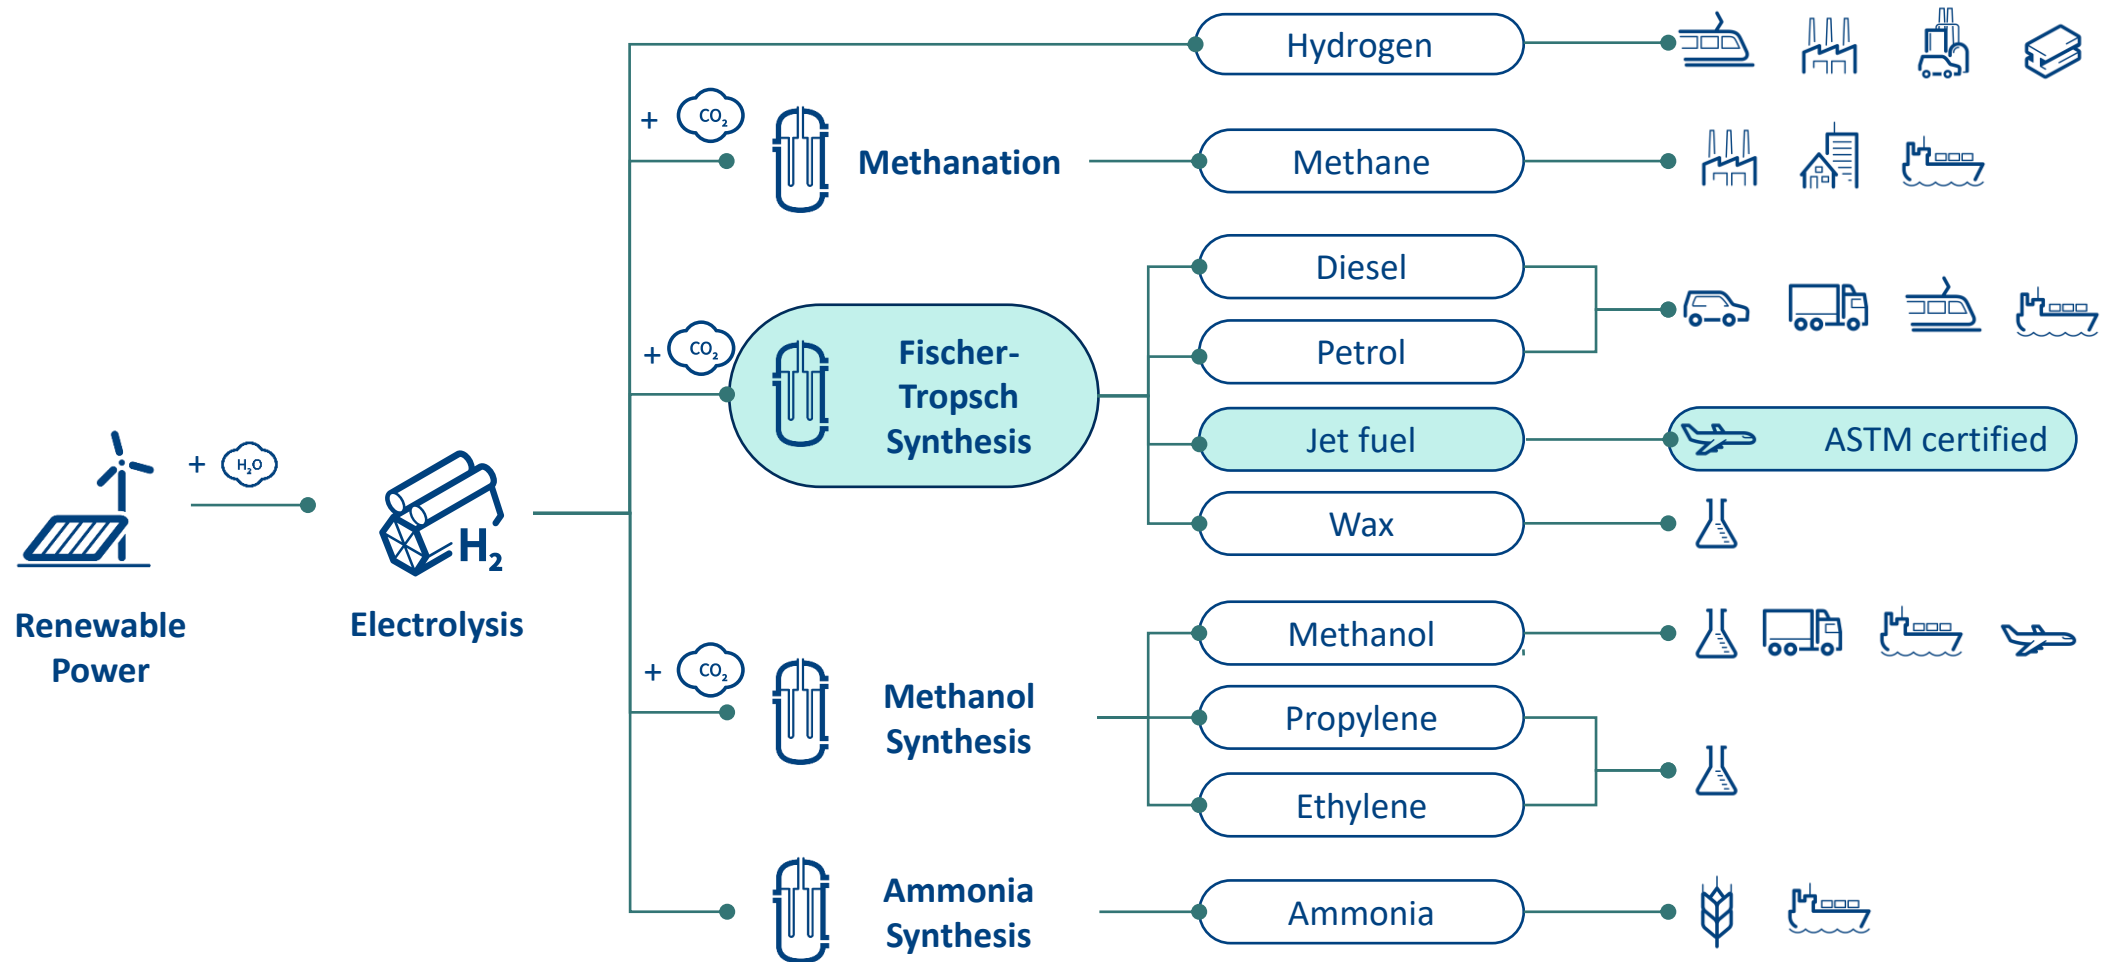 Renewable
Power
+
H₂O
H₂
Electrolysis
Hydrogen
+ CO₂
Methanation
Methane
+ CO₂
Fischer-
Tropsch
Synthesis
Diesel
Petrol
Jet fuel
ASTM certified
Wax
+ CO₂
Methanol
Synthesis
Methanol
Propylene
Ethylene
Ammonia
Synthesis
Ammonia